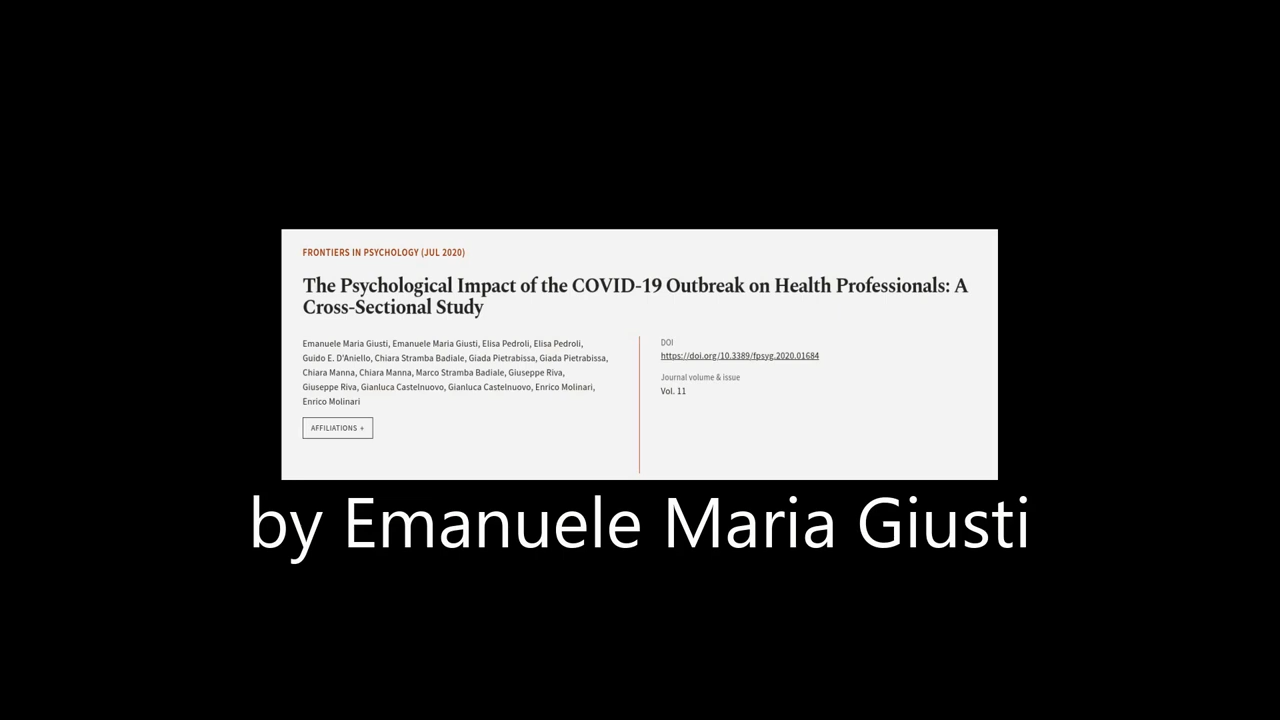 FRONTIERS IN PSYCHOLOGY (JUL 2020)
The Psychological Impact of the COVID-19 Outbreak on Health Professionals: A
Cross-Sectional Study
Emanuele Maria Giusti, Emanuele Maria Giusti, Elisa Pedroli, Elisa Pedroli,
Guido E. D'Aniello, Chiara Stramba Badiale, Giada Pietrabissa, Giada Pietrabissa,
Chiara Manna, Chiara Manna, Marco Stramba Badiale, Giuseppe Riva,
Giuseppe Riva, Gianluca Castelnuovo, Gianluca Castelnuovo, Enrico Molinari,
Enrico Molinari
AFFILIATIONS +
DOI
https://doi.org/10.3389/fpsyg.2020.01684
Journal volume & issue
Vol. 11
by Emanuele Maria Giusti